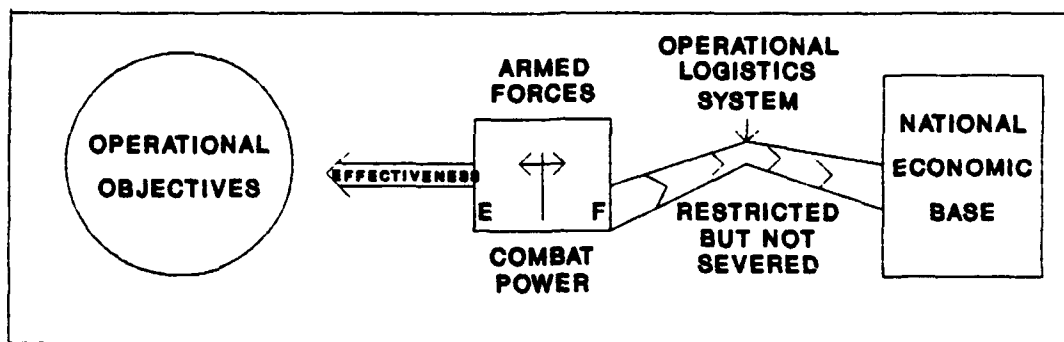 OPERATIONAL
OBJECTIVES
EFFECTIVENESS
ARMED
FORCES
E F
COMBAT
POWER
OPERATIONAL
LOGISTICS
SYSTEM
RESTRICTED
BUT NOT
SEVERED
NATIONAL
ECONOMIC
BASE